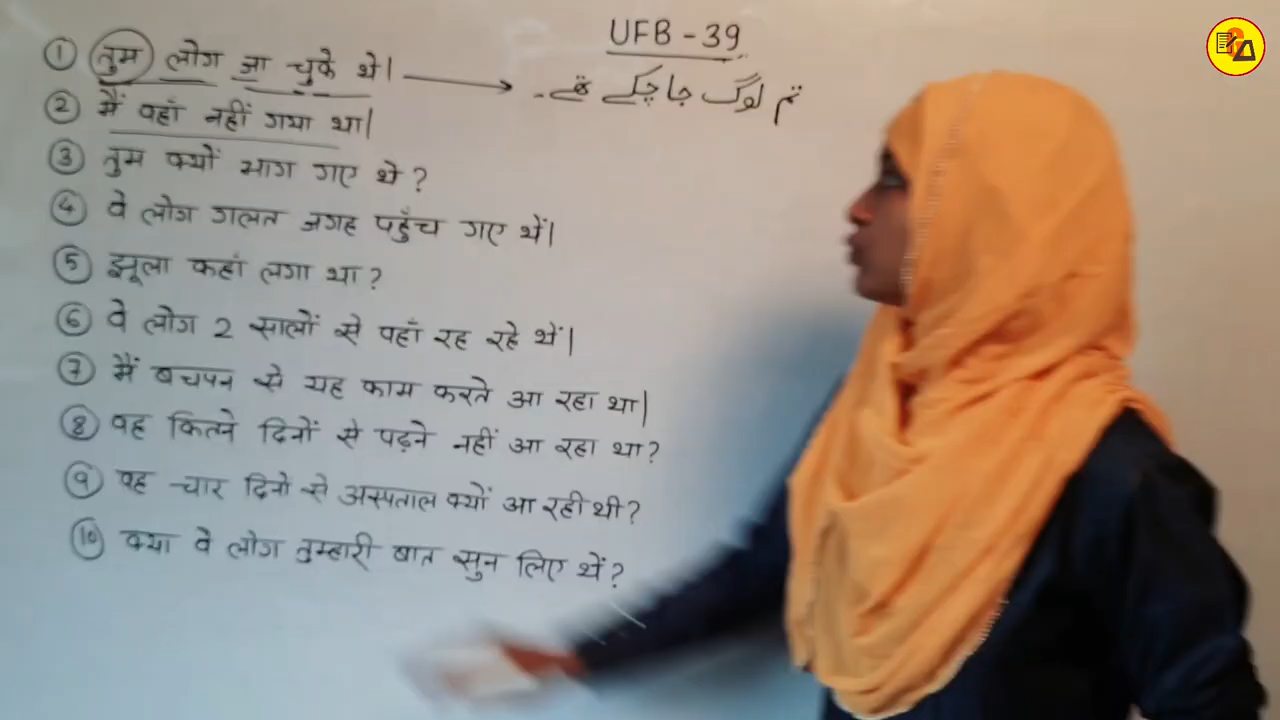 UFB - 39
① तुम लोग जा चुके थे। → تم لوگ جا چکے تھے۔
② मैं वहाँ नहीं गया था।
③ तुम क्यों भाग गए थे?
④ वे लोग गलत जगह पहुँच गए थें।
⑤ झूला कहाँ लगा था?
⑥ वे लोग 2 सालों से यहाँ रह रहे थें।
⑦ मैं बचपन से यह काम करते आ रहा था।
⑧ वह कितने दिनों से पढ़ने नहीं आ रहा था?
⑨ वह चार दिनो से अस्पताल क्यों आ रही थी?
⑩ क्या वे लोग तुम्हारी बात सुन लिए थें?